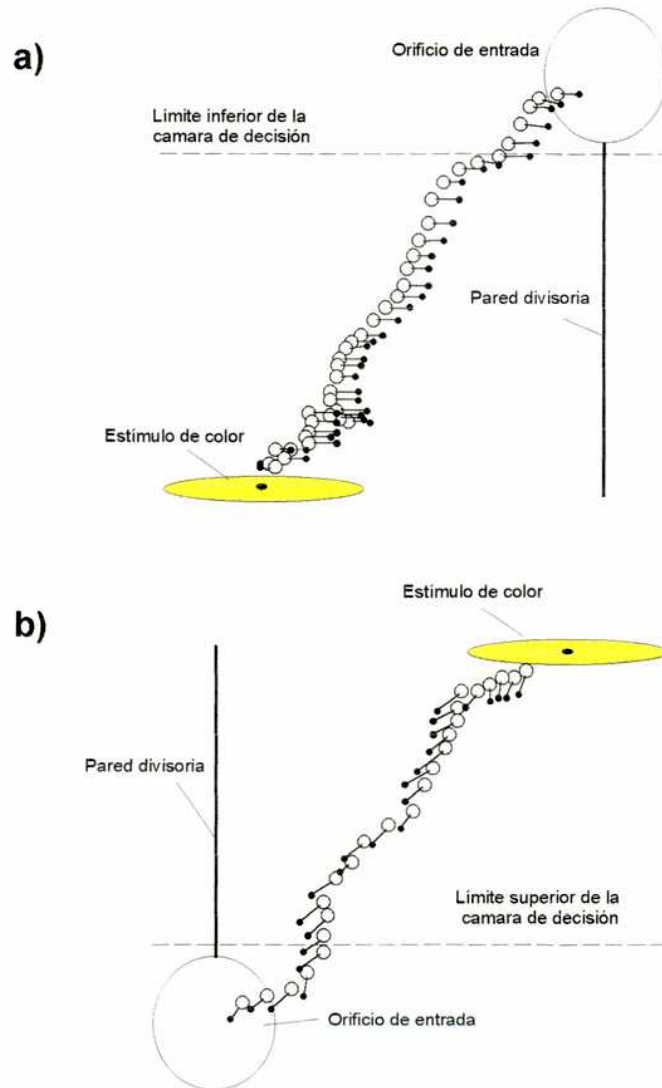 a)
Orificio de entrada
Límite inferior de la
camara de decisión
Pared divisoria
Estímulo de color
b)
Estímulo de color
Pared divisoria
Límite superior de la
camara de decisión
Orificio de entrada